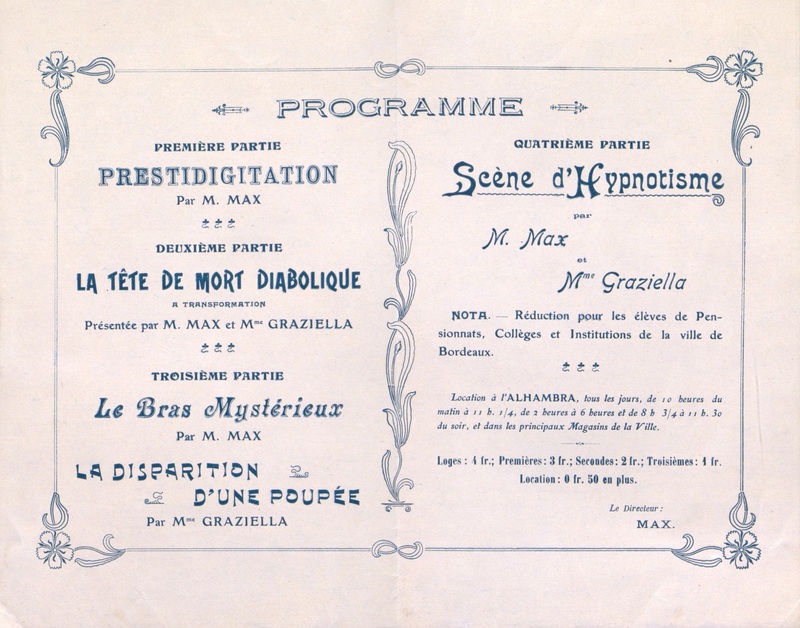 PROGRAMME
PREMIÈRE PARTIE
PRESTIDIGITATION
Par M. MAX
DEUXIÈME PARTIE
LA TÊTE DE MORT DIABOLIQUE
A TRANSFORMATION
Présentée par M. MAX et Mme GRAZIELLA
TROISIÈME PARTIE
Le Bras Mystérieux
Par M. MAX
LA DISPARITION
D'UNE POUPÉE
Par Mme GRAZIELLA
QUATRIÈME PARTIE
Scène d'Hypnotisme
par
M. Max
et
Mme Graziella
NOTA. — Réduction pour les élèves de Pen-
sionnats, Collèges et Institutions de la ville de
Bordeaux.
Location à l'ALHAMBRA, tous les jours, de 10 heures du
matin à 11 h. 1/4, de 2 heures à 6 heures et de 8 h 3/4 à 11 h. 30
du soir, et dans les principaux Magasins de la Ville.
Loges : 4 fr.; Premières : 3 fr.; Secondes : 2 fr.; Troisièmes : 1 fr.
Location : 0 fr. 50 en plus.
Le Directeur :
MAX.